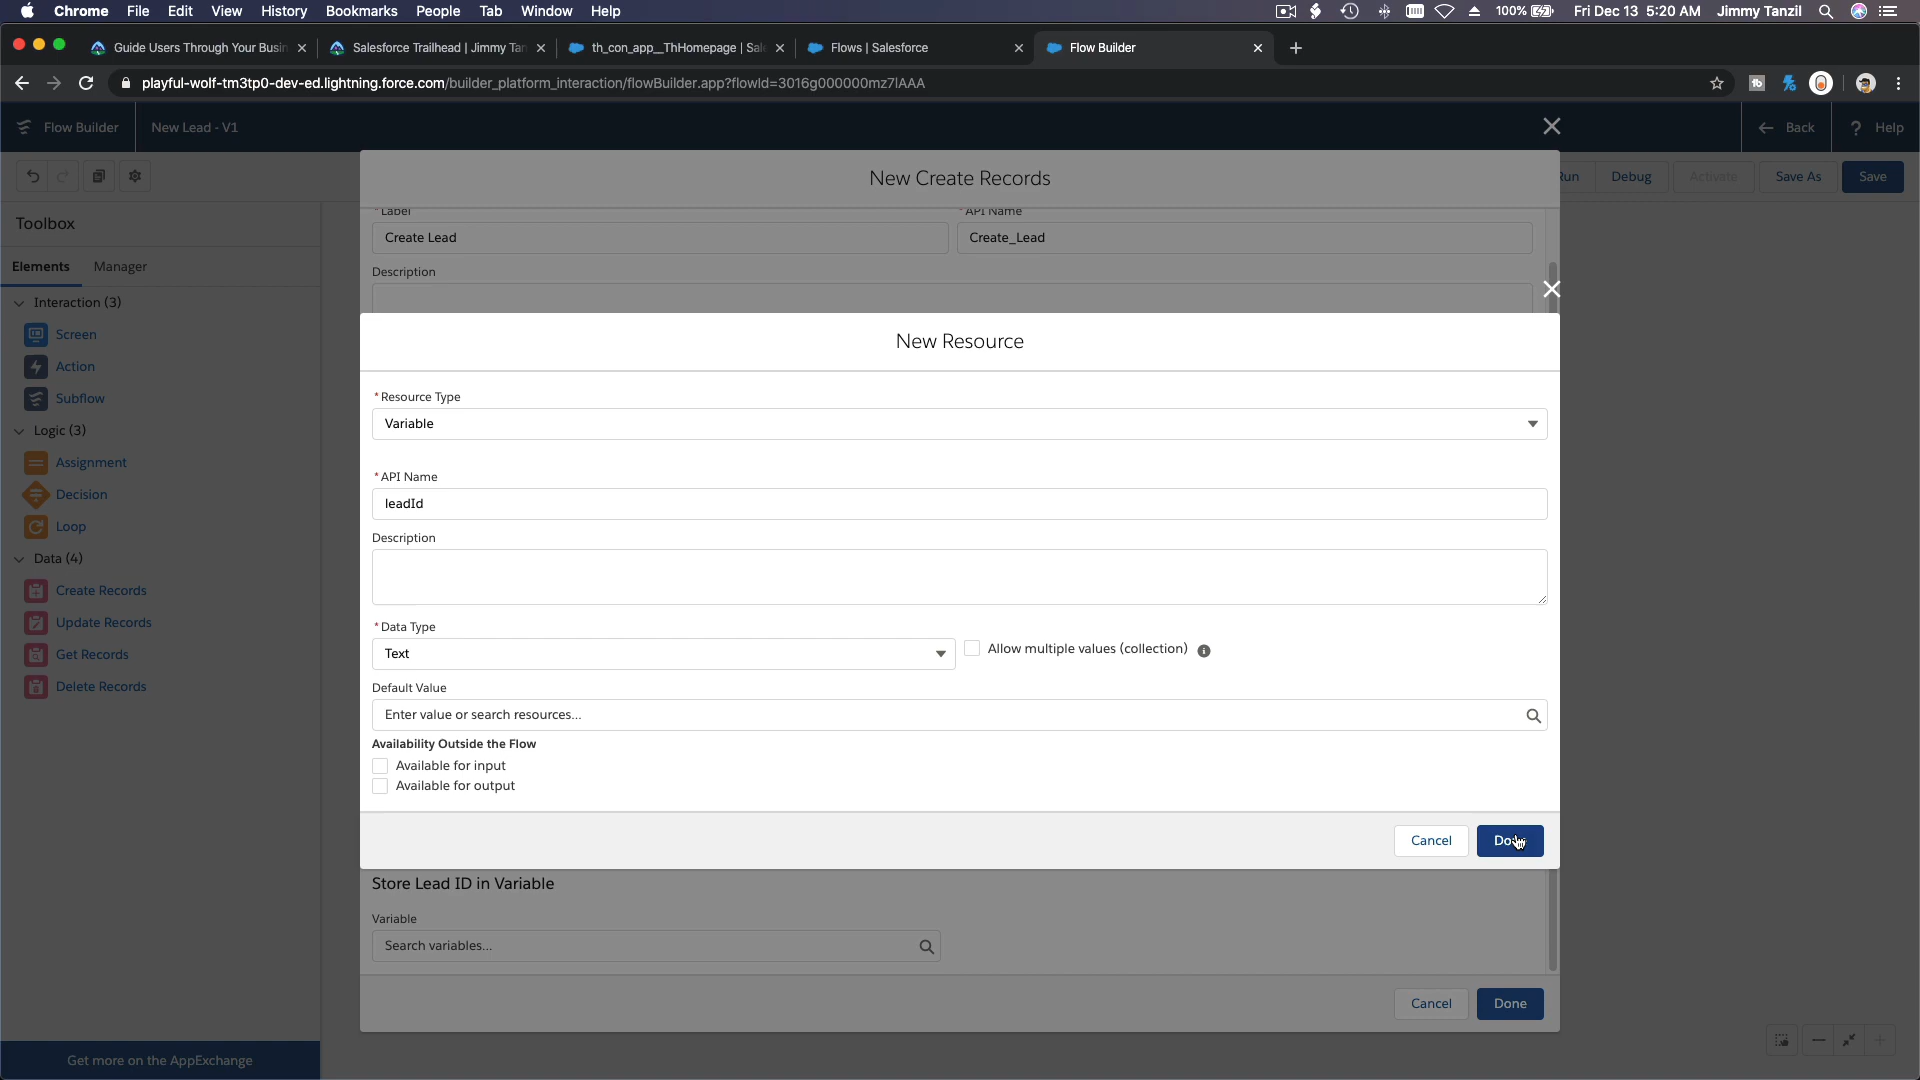 Chrome File Edit View History Bookmarks People Tab Window Help 100% Fri Dec 13 5:20 AM Jimmy Tanzil
Guide Users Through Your Busin Salesforce Trailhead | Jimmy Tan th_con_app__ThHomepage | Sal Flows | Salesforce Flow Builder
playful-wolf-tm3tp0-dev-ed.lightning.force.com/builder_platform_interaction/flowBuilder.app?flowId=3016g000000mz7IAAA
Flow Builder New Lead - V1 Back ? Help
New Create Records
Run Debug Activate Save As Save
Toolbox
Elements Manager
* Label * API Name
Create Lead Create_Lead
Description
Interaction (3)
Screen
Action
Subflow
Logic (3)
Assignment
Decision
Loop
Data (4)
Create Records
Update Records
Get Records
Delete Records
New Resource
* Resource Type
Variable
* API Name
leadId
Description
* Data Type
Text
Allow multiple values (collection)
Default Value
Enter value or search resources...
Availability Outside the Flow
Available for input
Available for output
Cancel
Store Lead ID in Variable
Variable
Search variables...
Cancel Done
Get more on the AppExchange